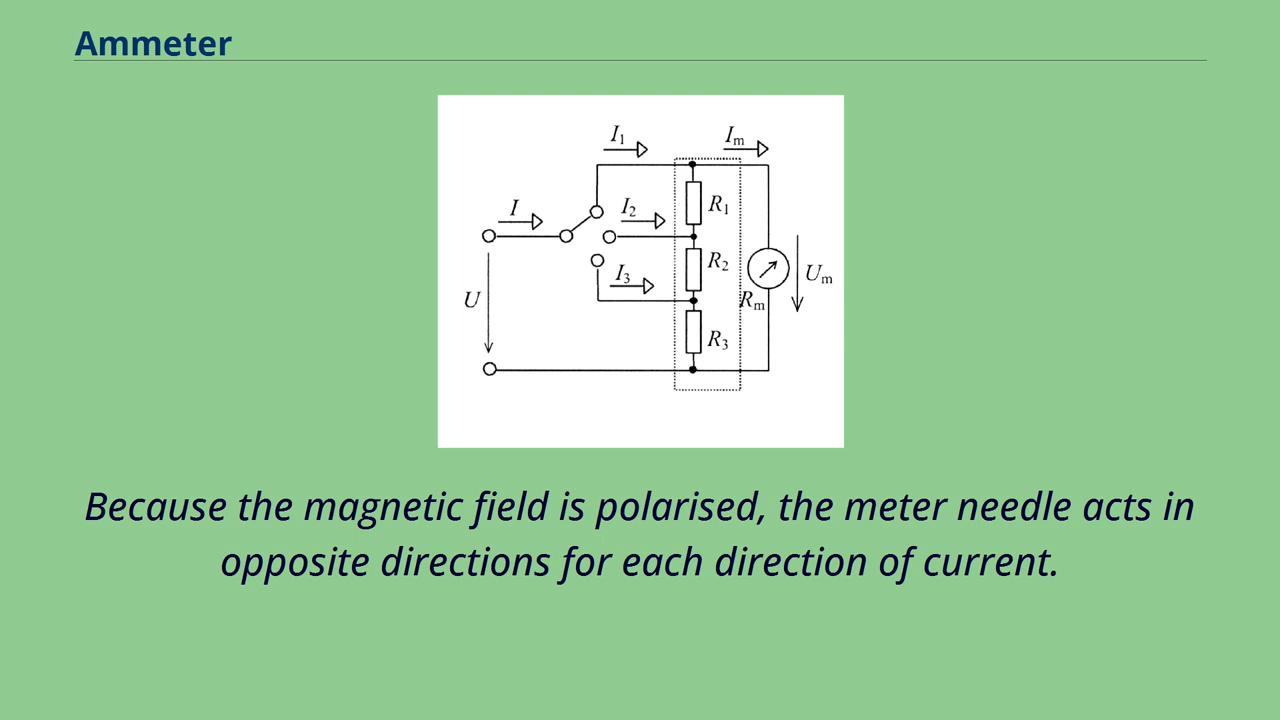 Ammeter
I₁
Iₘ
I
I₂
R₁
I₃
R₂
U
Rₘ
Uₘ
R₃
Because the magnetic field is polarised, the meter needle acts in
opposite directions for each direction of current.